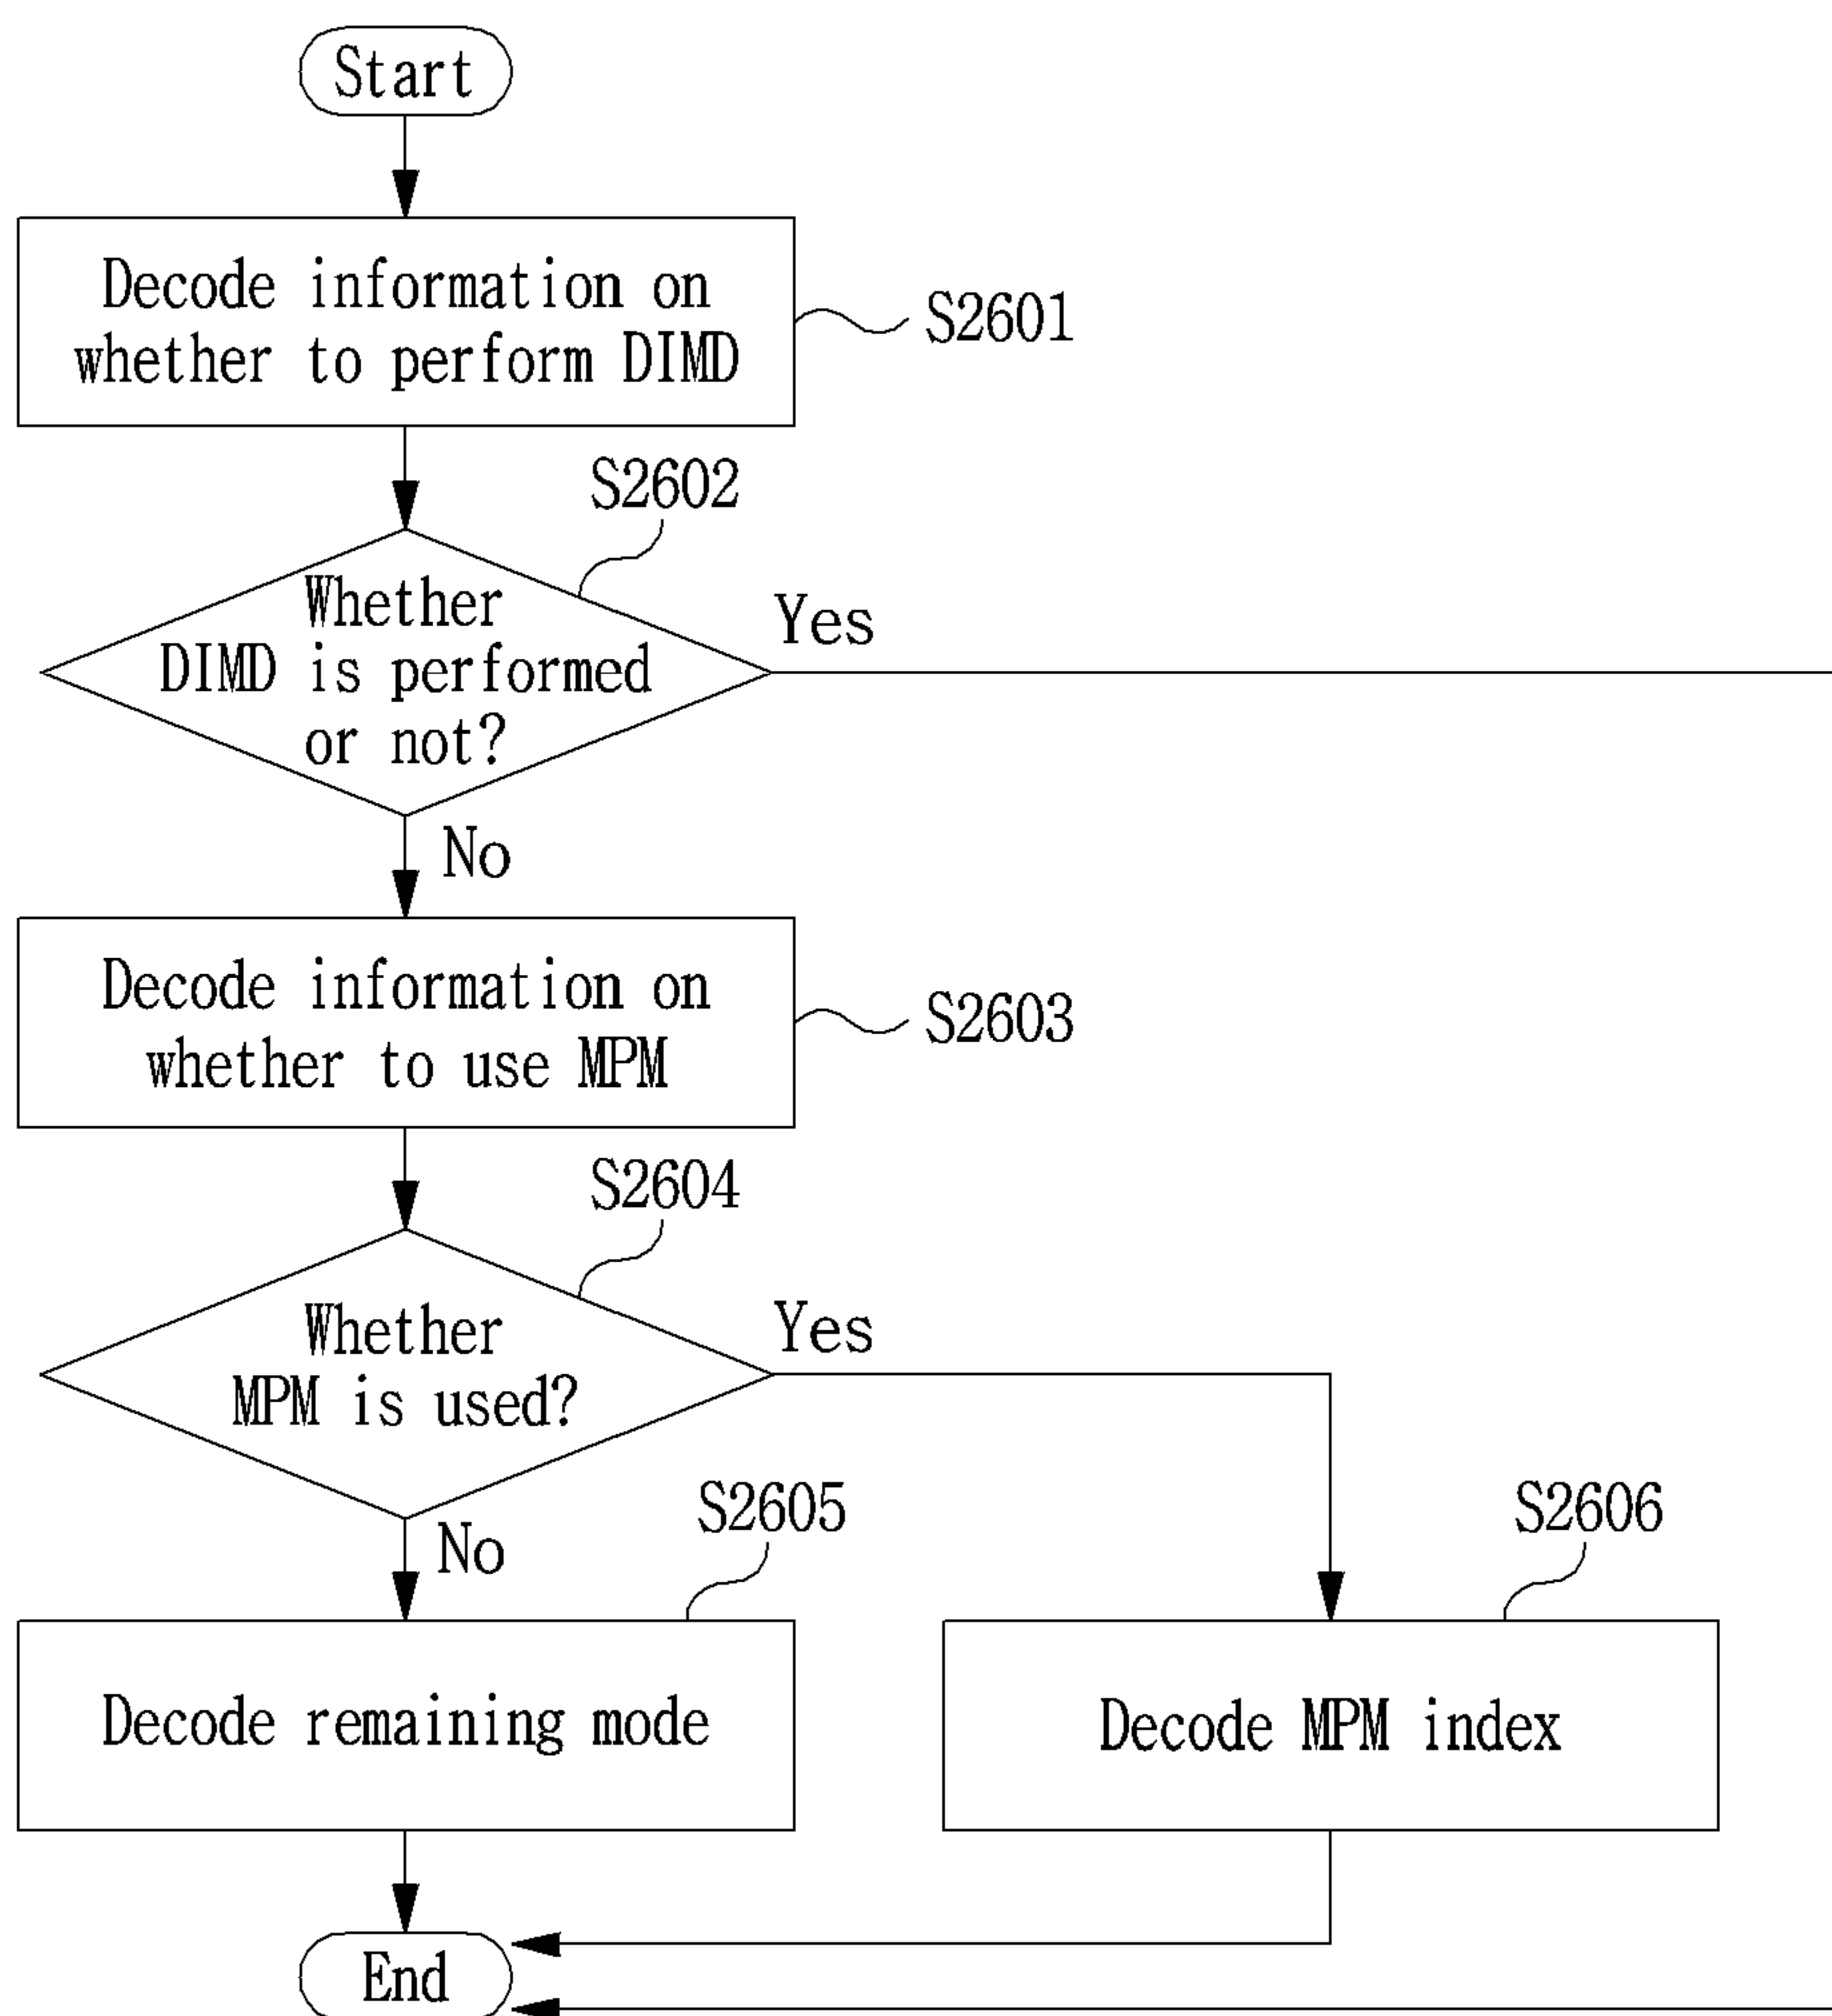 Start
Decode information on
whether to perform DIMD
S2601
S2602
Whether
DIMD is performed
or not?
Yes
No
Decode information on
whether to use MPM
S2603
S2604
Whether
MPM is used?
Yes
No
S2605
S2606
Decode remaining mode
Decode MPM index
End